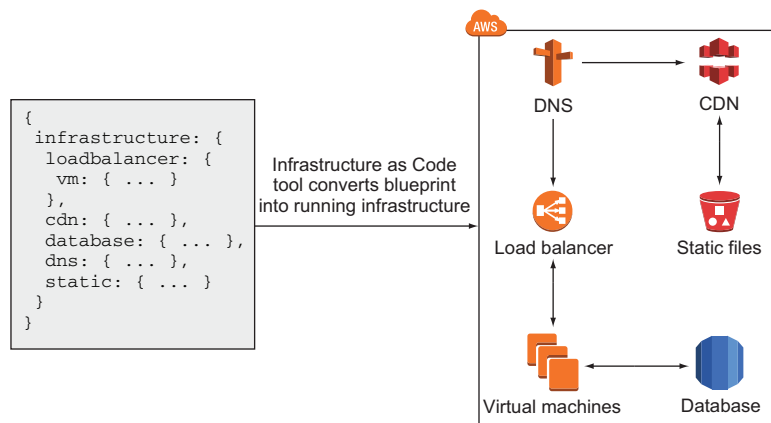 {
infrastructure: {
loadbalancer: {
vm: { ... }
},
cdn: { ... },
database: { ... },
dns: { ... },
static: { ... }
}
}
Infrastructure as Code
tool converts blueprint
into running infrastructure
AWS
DNS
CDN
Load balancer
Static files
Virtual machines
Database